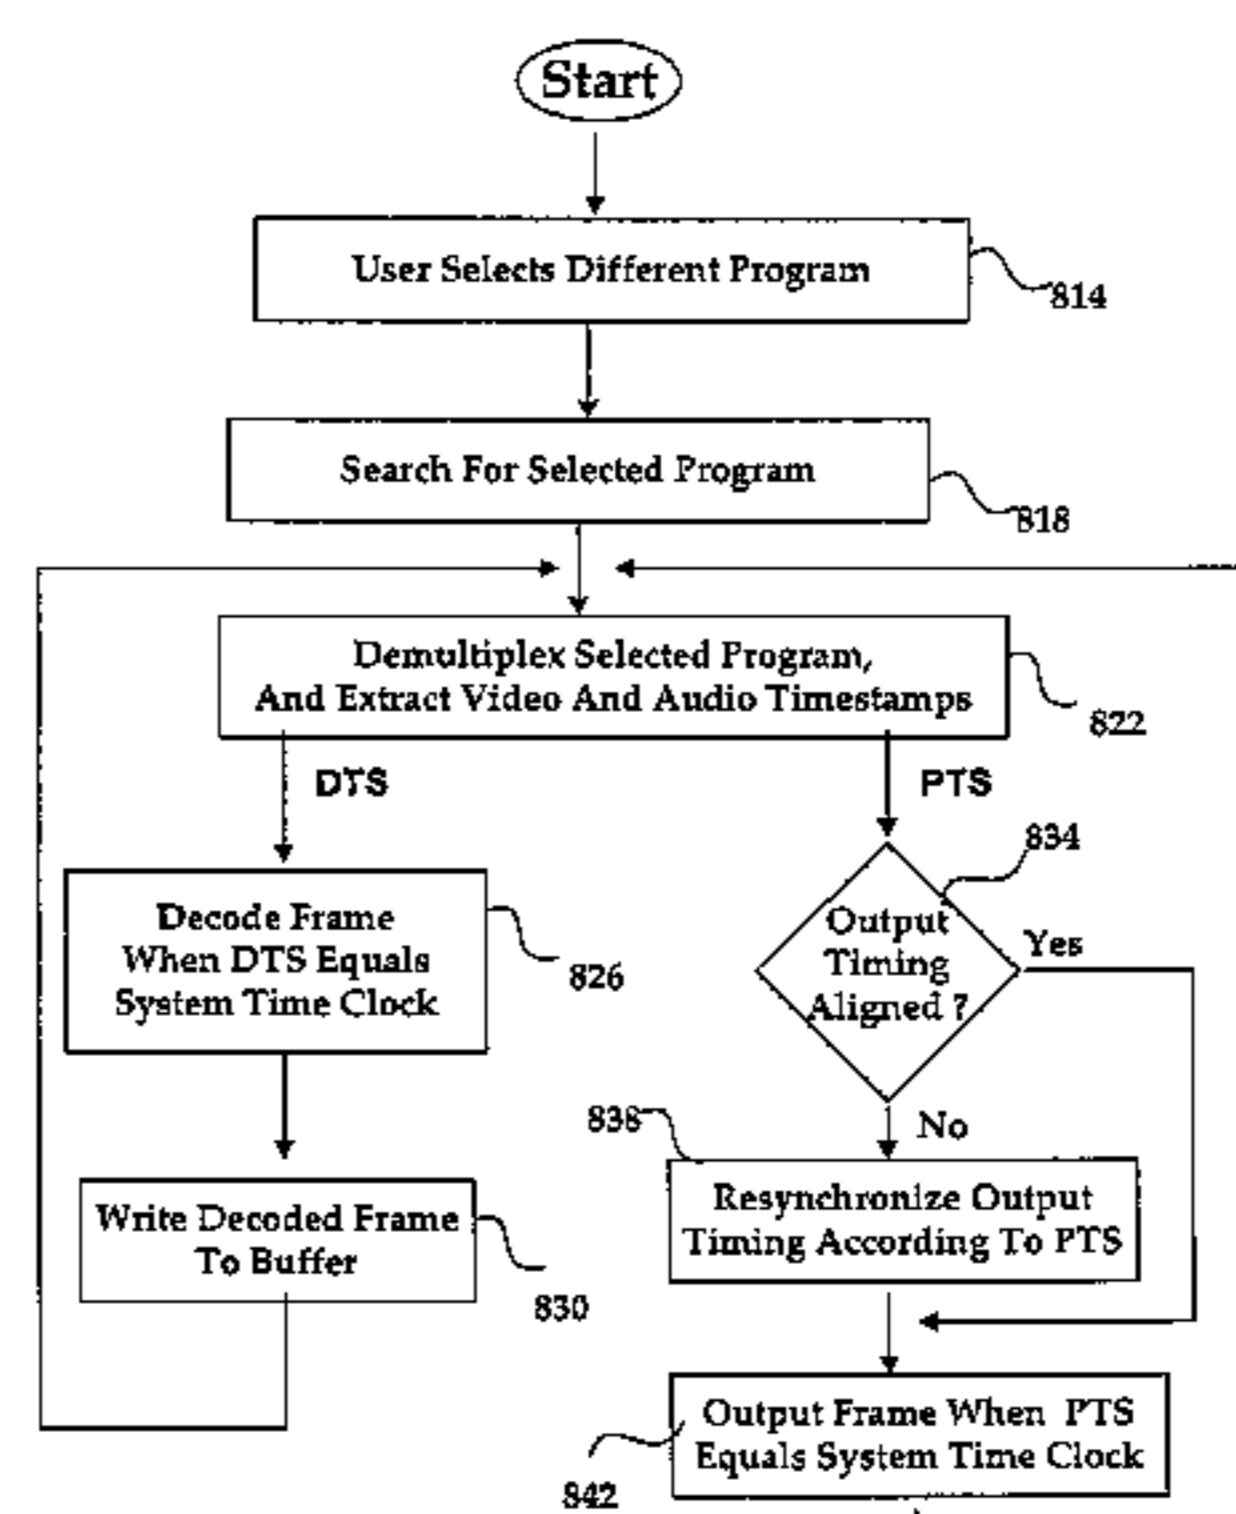 Start
User Selects Different Program
814
Search For Selected Program
818
Demultiplex Selected Program,
And Extract Video And Audio Timestamps
822
DTS
PTS
834
Decode Frame
When DTS Equals
System Time Clock
826
Output
Timing
Aligned ?
Yes
No
838
Resynchronize Output
Timing According To PTS
Write Decoded Frame
To Buffer
830
Output Frame When PTS
Equals System Time Clock
842